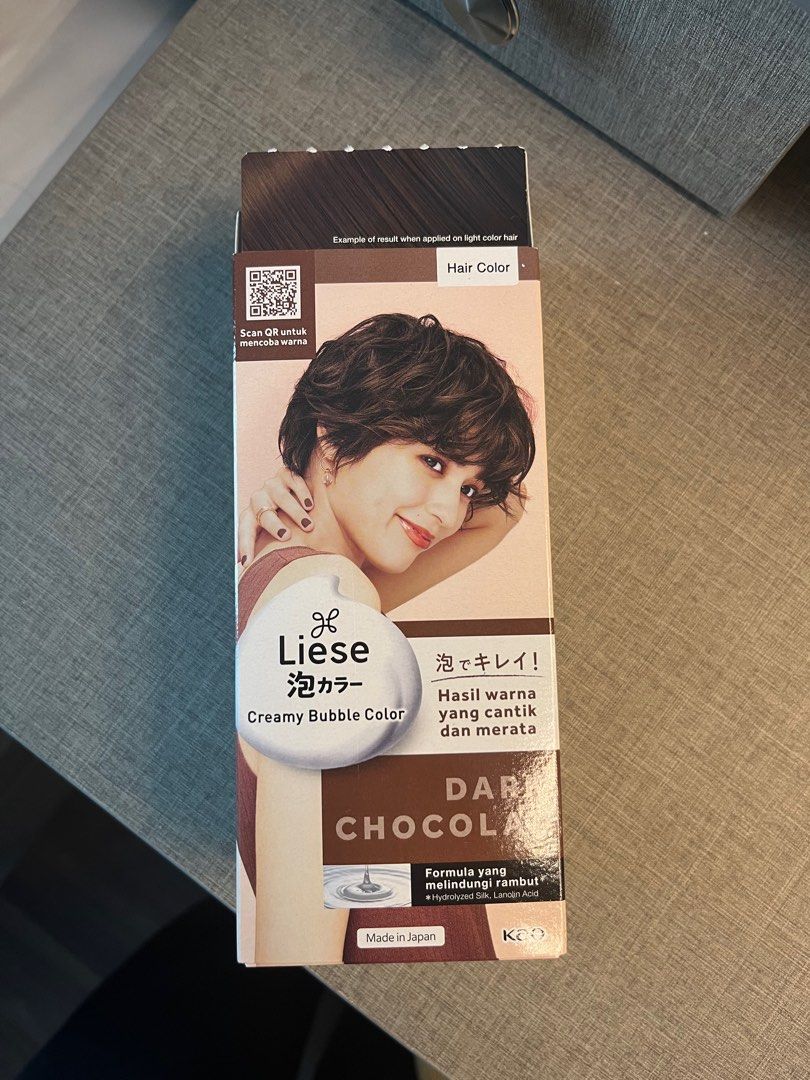 Example of result when applied on light color hair
Hair Color
Scan QR untuk
mencoba warna
Liese
泡カラー
Creamy Bubble Color
泡でキレイ!
Hasil warna
yang cantik
dan merata
Formula yang
melindungi rambut*
*Hydrolyzed Silk, Lanolin Acid
Made in Japan
Kao